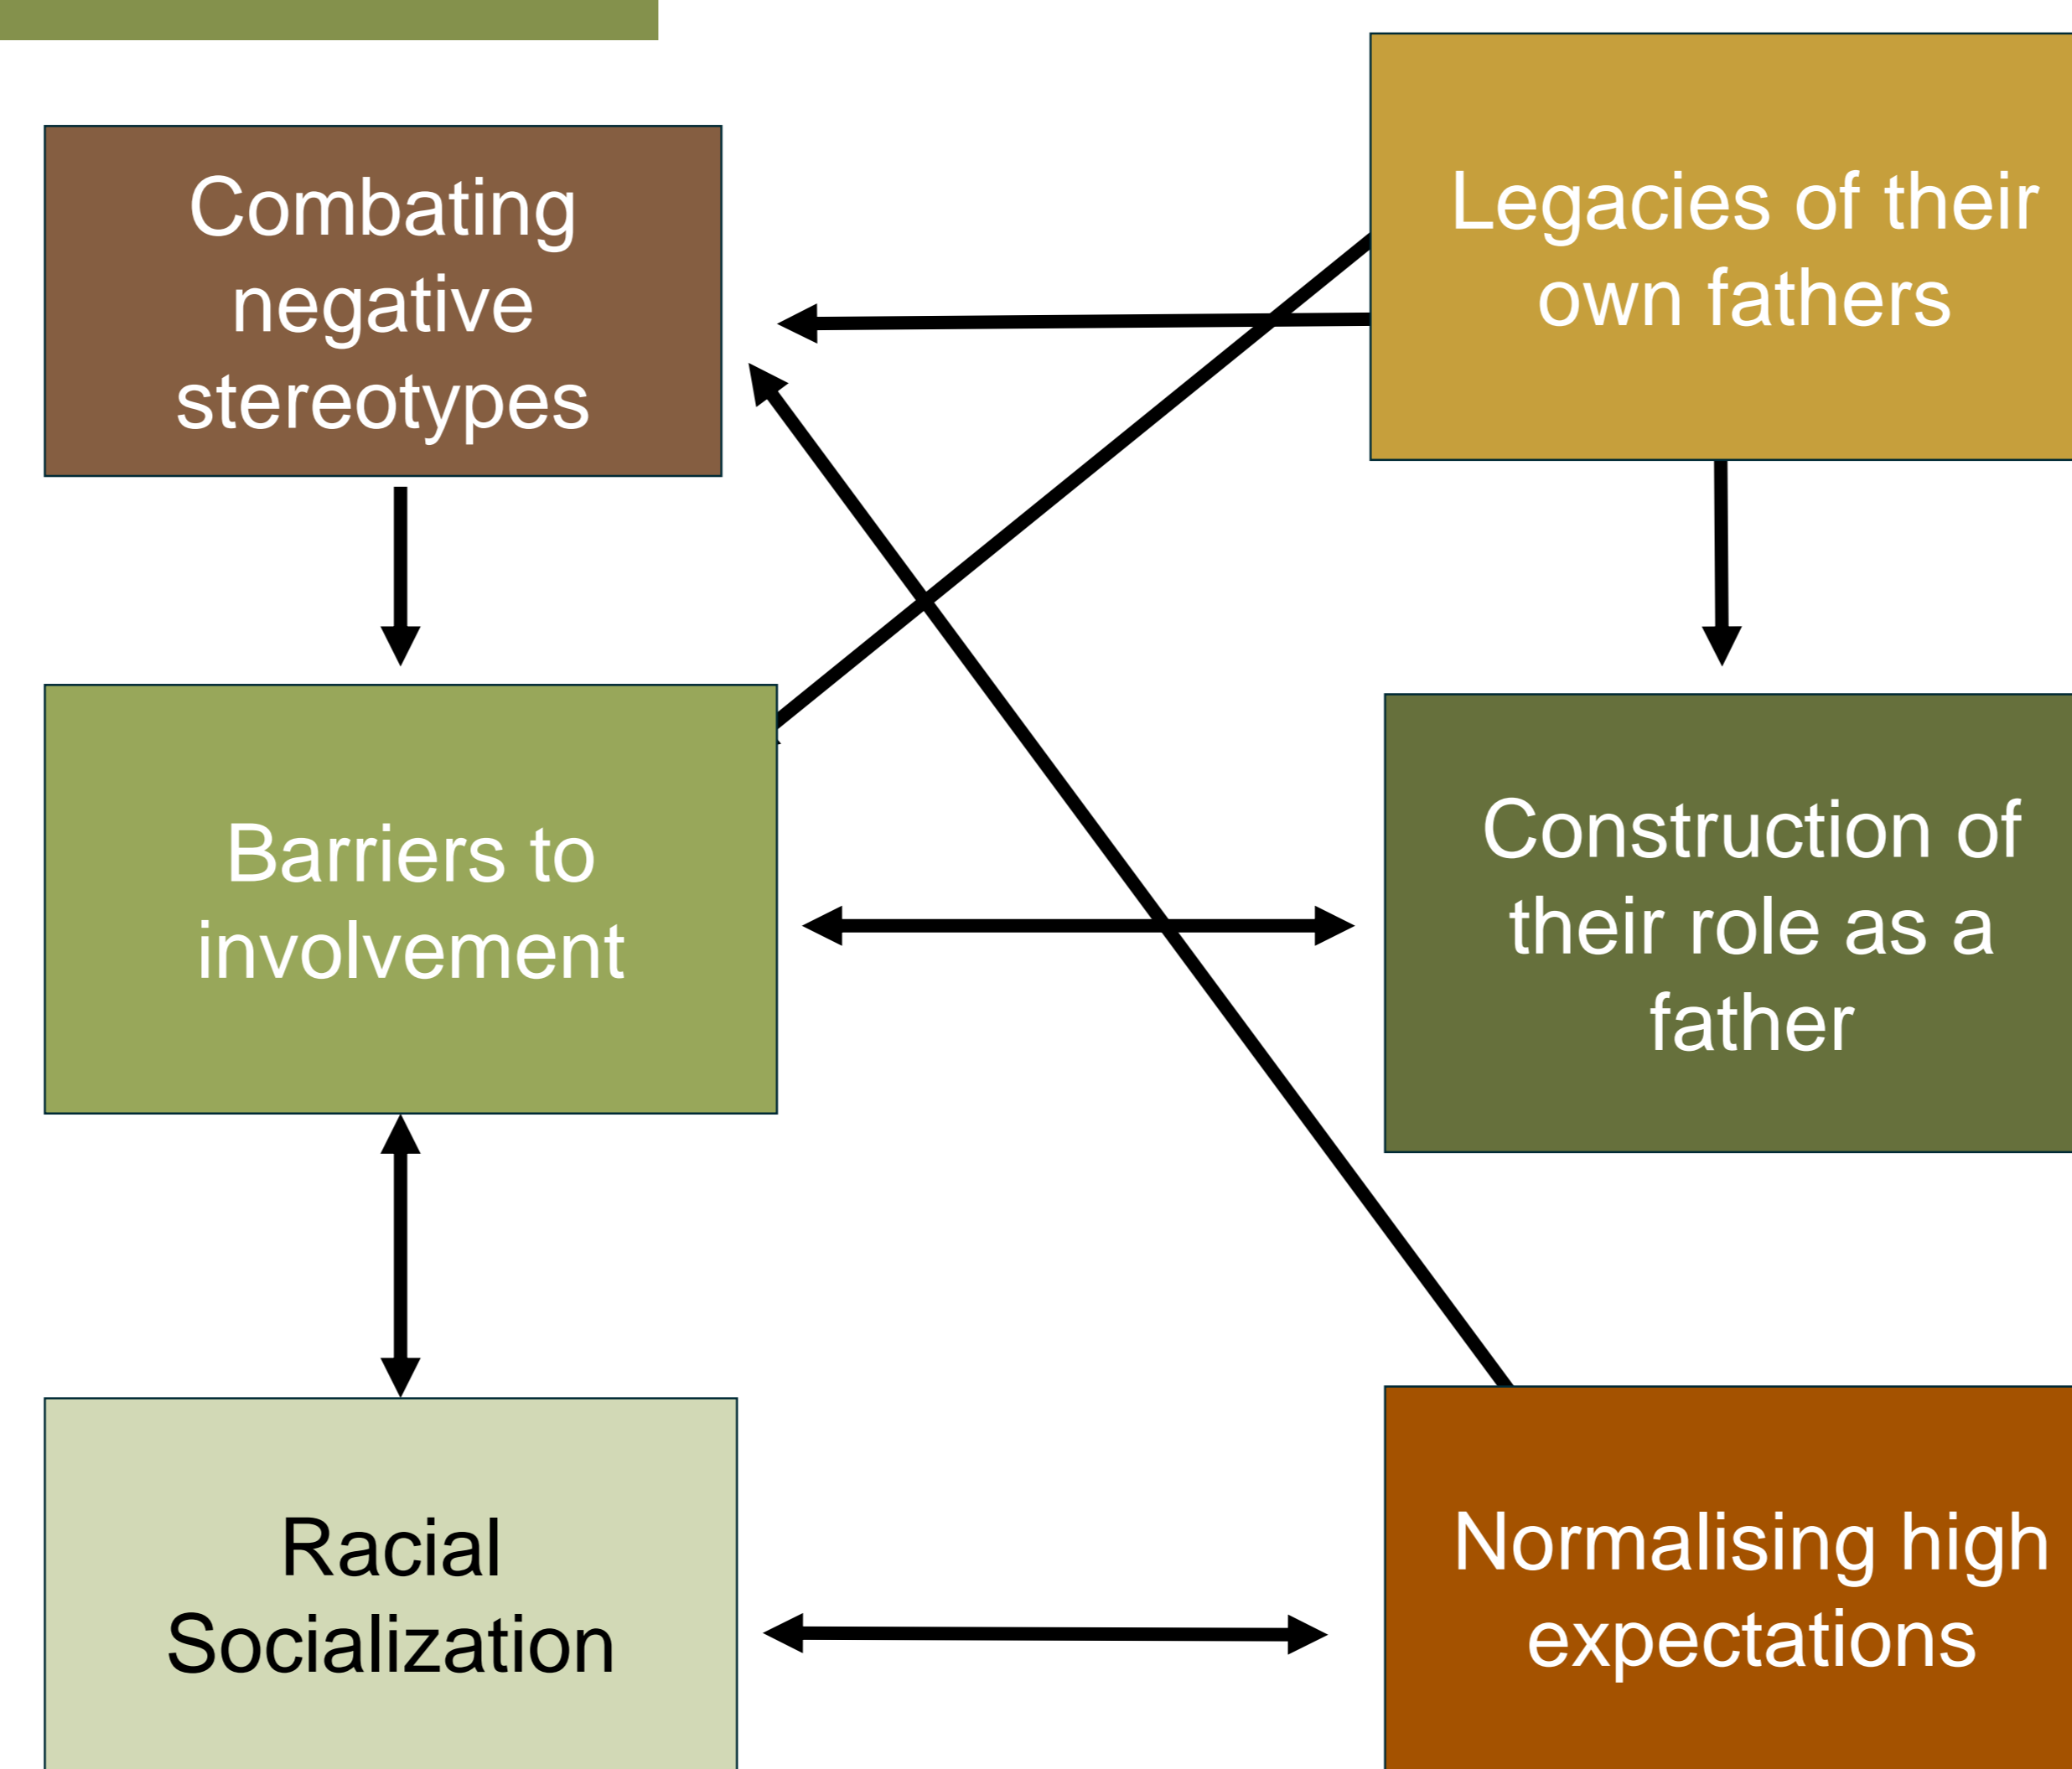 Combating
negative
stereotypes
Legacies of their
own fathers
Barriers to
involvement
Construction of
their role as a
father
Racial
Socialization
Normalising high
expectations